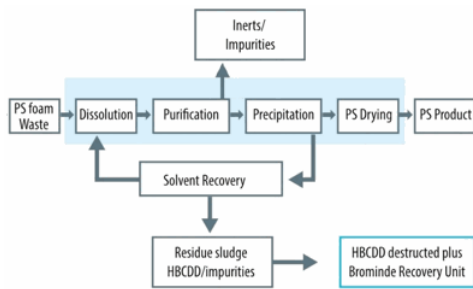 Inerts/
Impurities
PS foam
Waste
Dissolution
Purification
Precipitation
PS Drying
PS Product
Solvent Recovery
Residue sludge
HBCDD/impurities
HBCDD destructed plus
Brominde Recovery Unit